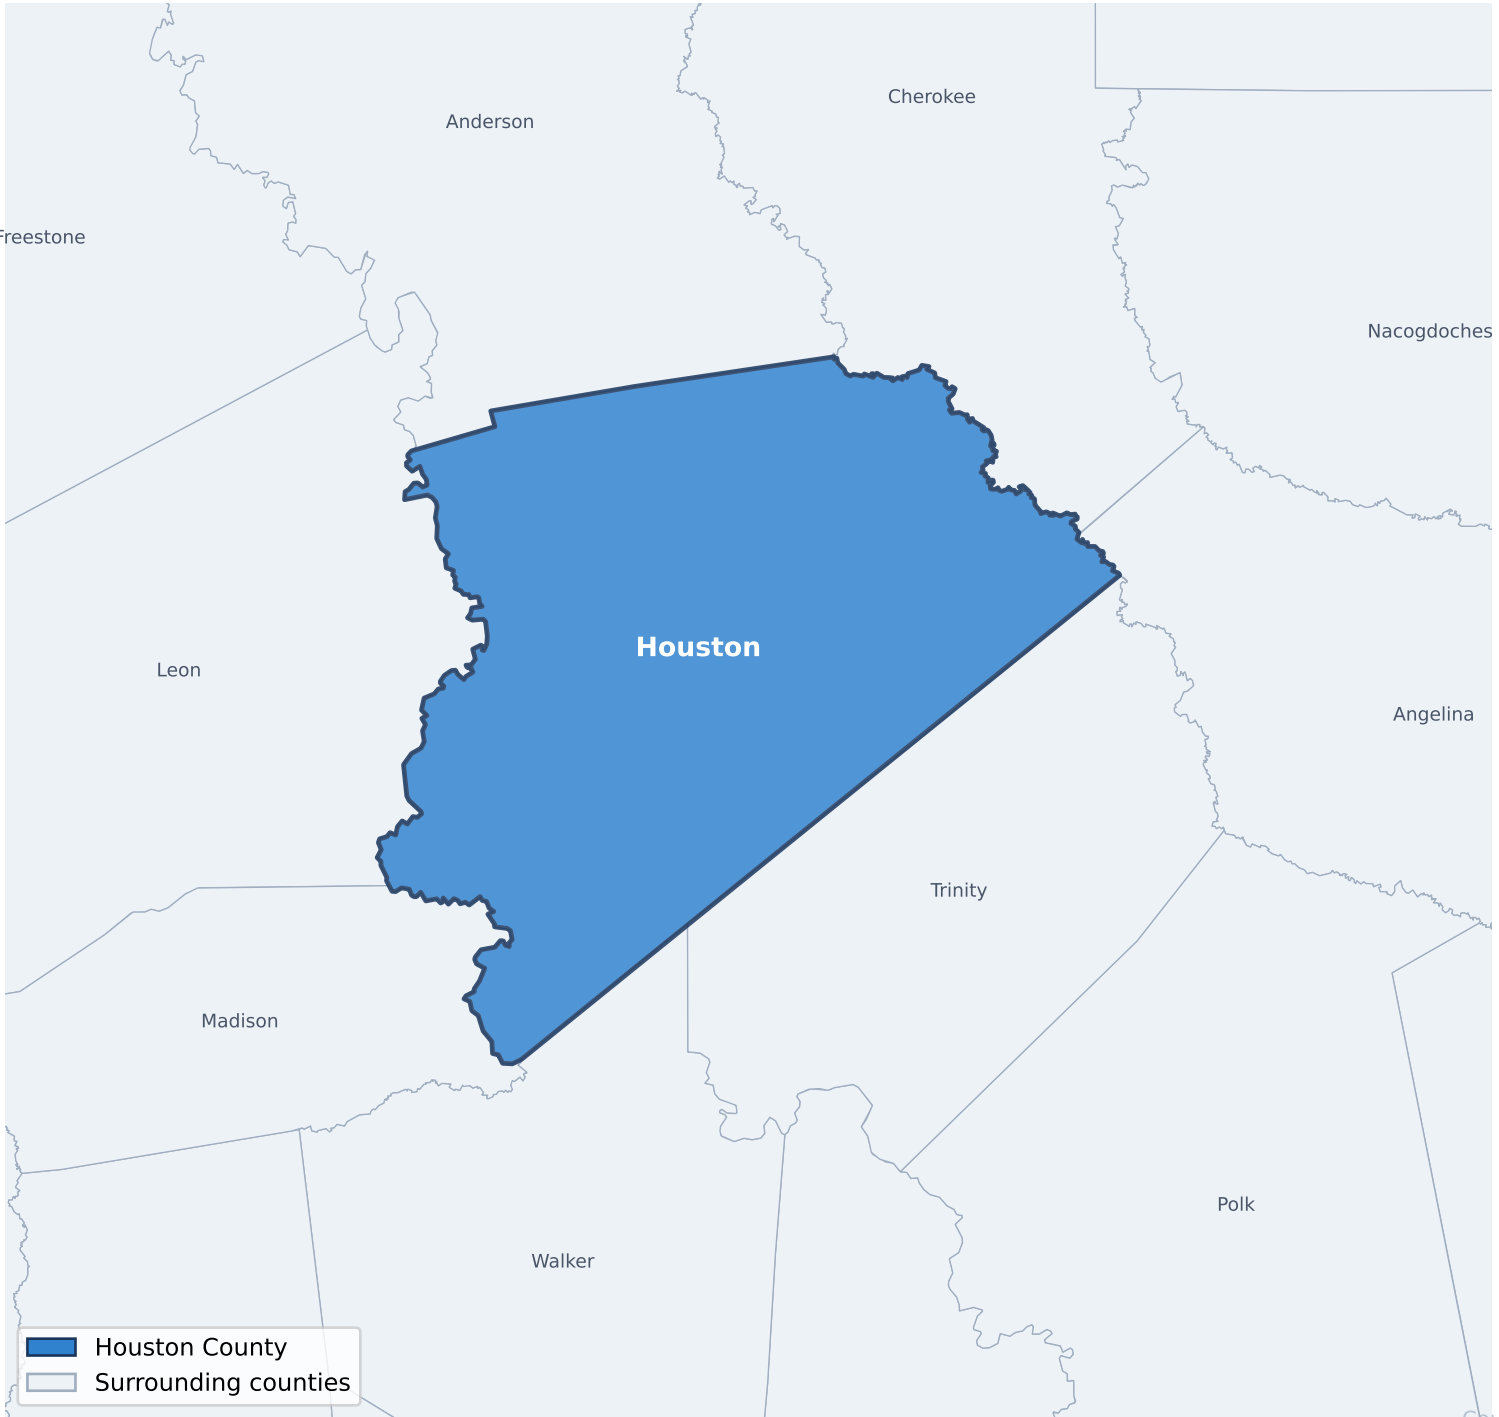 Cherokee
Anderson
Freestone
Nacogdoches
Houston
Leon
Angelina
Trinity
Madison
Polk
Walker
Houston County
Surrounding counties